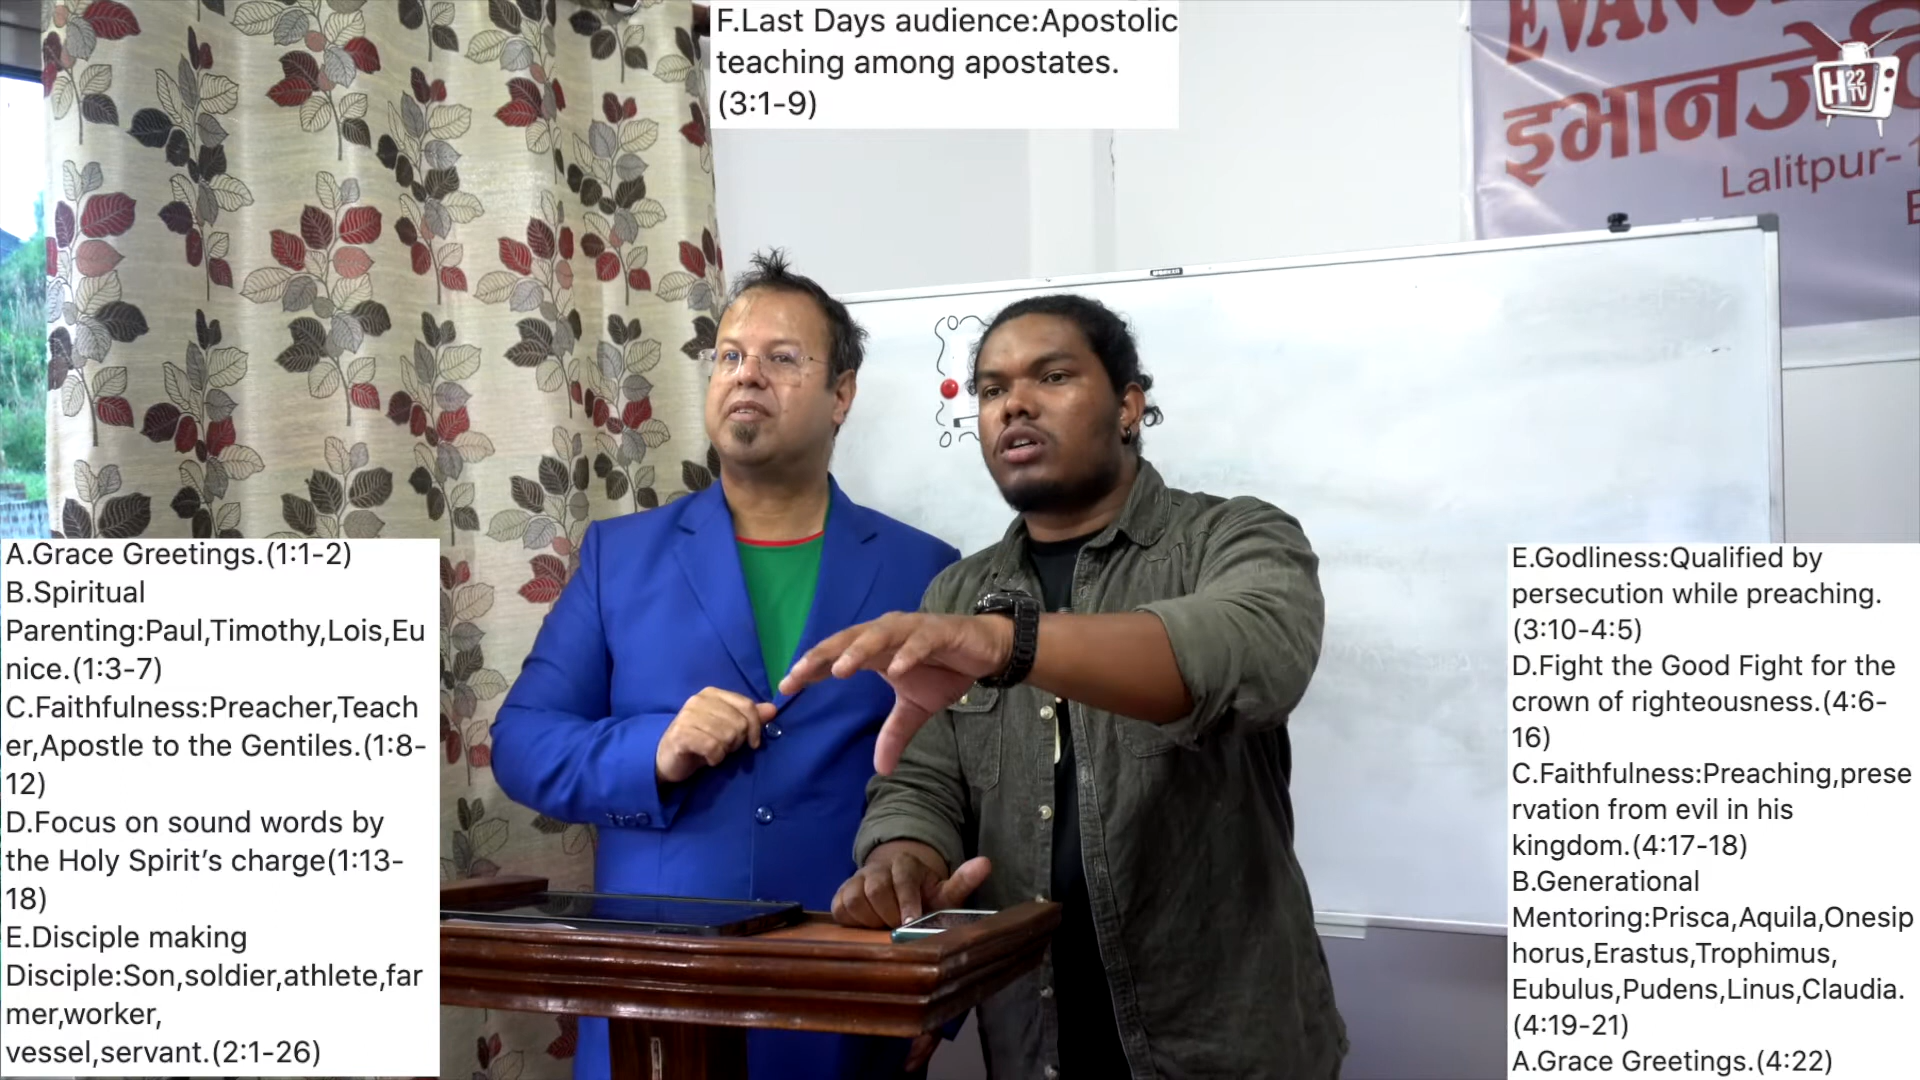 F.Last Days audience:Apostolic
teaching among apostates.
(3:1-9)
इभानजे
Lalitpur-1
H22
TV
A.Grace Greetings.(1:1-2)
B.Spiritual
Parenting:Paul,Timothy,Lois,Eu
nice.(1:3-7)
C.Faithfulness:Preacher,Teach
er,Apostle to the Gentiles.(1:8-
12)
D.Focus on sound words by
the Holy Spirit’s charge(1:13-
18)
E.Disciple making
Disciple:Son,soldier,athlete,far
mer,worker,
vessel,servant.(2:1-26)
E.Godliness:Qualified by
persecution while preaching.
(3:10-4:5)
D.Fight the Good Fight for the
crown of righteousness.(4:6-
16)
C.Faithfulness:Preaching,prese
rvation from evil in his
kingdom.(4:17-18)
B.Generational
Mentoring:Prisca,Aquila,Onesip
horus,Erastus,Trophimus,
Eubulus,Pudens,Linus,Claudia.
(4:19-21)
A.Grace Greetings.(4:22)